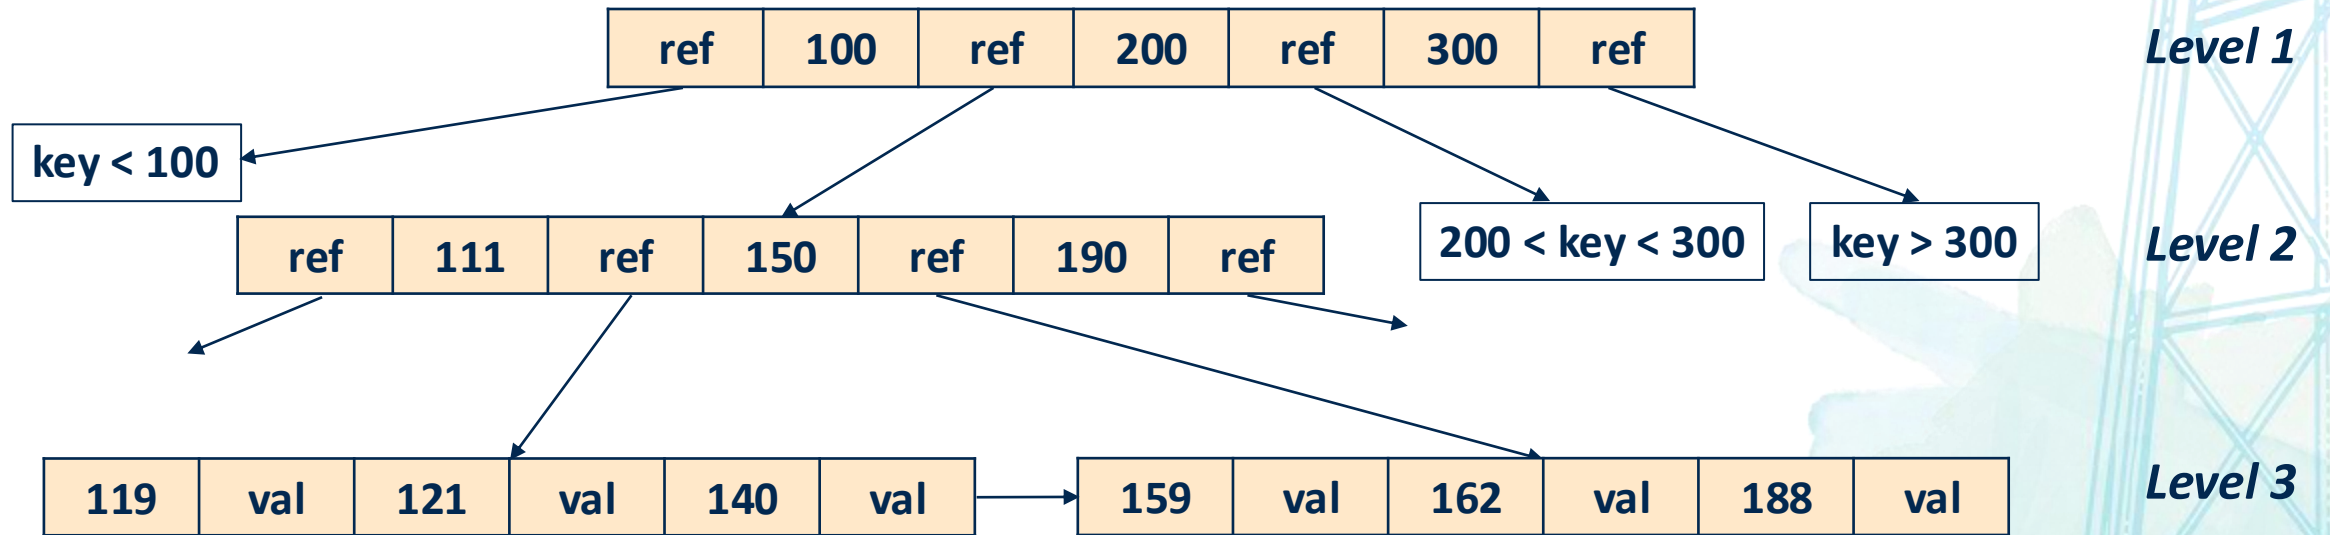 ref 100 ref 200 ref 300 ref Level 1
key < 100
ref 111 ref 150 ref 190 ref 200 < key < 300 key > 300 Level 2
119 val 121 val 140 val 159 val 162 val 188 val Level 3